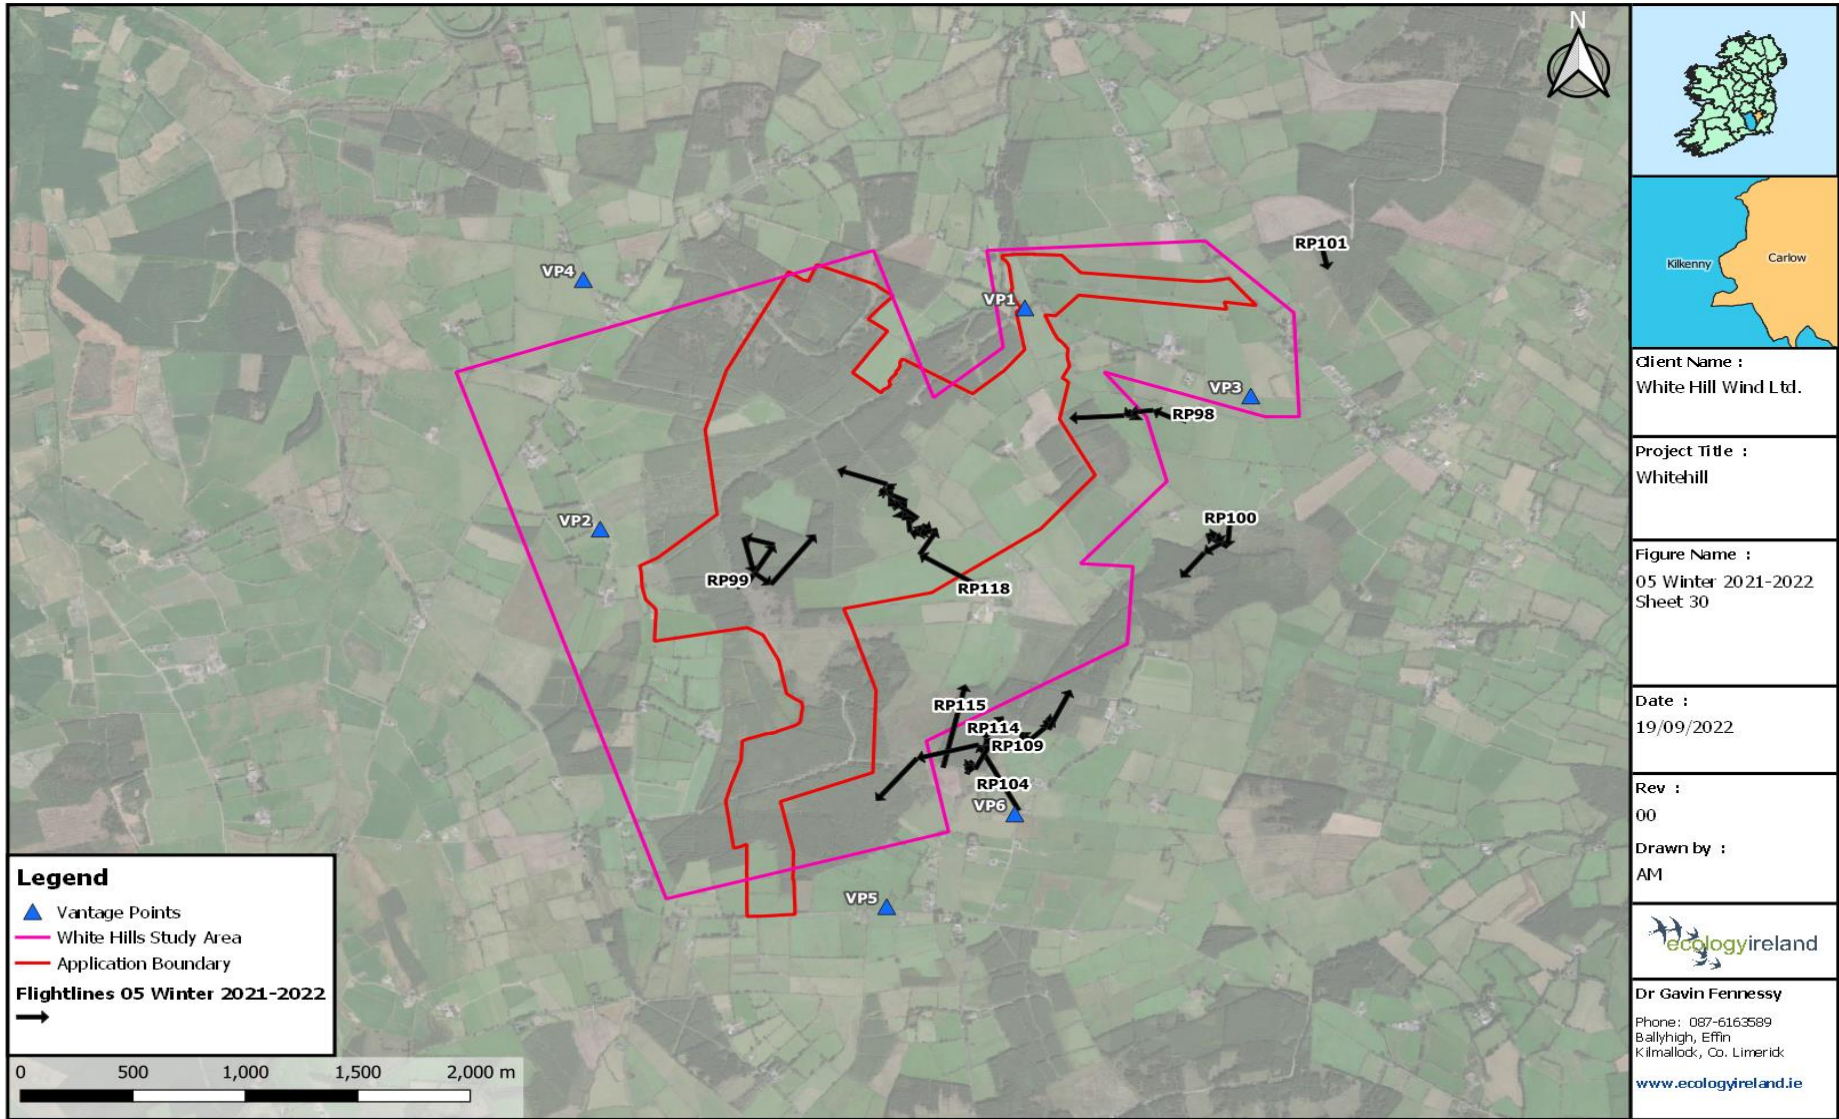 N
RP101
VP4
VP1
VP3
RP98
VP2
RP100
RP99
RP118
RP115
RP114
RP109
RP104
VP6
VP5
Legend
Vantage Points
White Hills Study Area
Application Boundary
Flightlines 05 Winter 2021-2022
0 500 1,000 1,500 2,000 m
Kilkenny
Carlow
Client Name :
White Hill Wind Ltd.
Project Title :
Whitehill
Figure Name :
05 Winter 2021-2022
Sheet 30
Date :
19/09/2022
Rev :
00
Drawn by :
AM
ecologyireland
Dr Gavin Fennessy
Phone: 087-6163589
Ballyhigh, Effin
Kilmallock, Co. Limerick
www.ecologyireland.ie